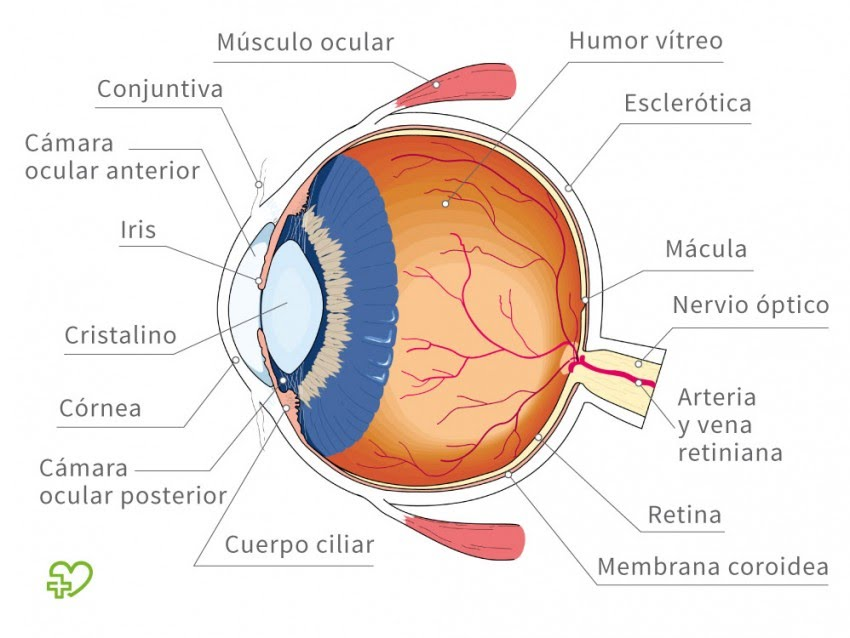 Músculo ocular
Humor vítreo
Conjuntiva
Esclerótica
Cámara
ocular anterior
Iris
Mácula
Nervio óptico
Cristalino
Córnea
Arteria
y vena
retiniana
Cámara
ocular posterior
Retina
Cuerpo ciliar
Membrana coroidea